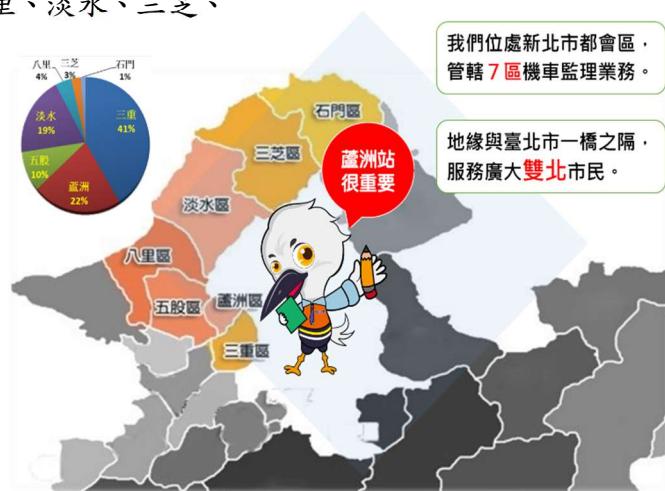 里、淡水、三芝、
我們位處新北市都會區，
管轄7區機車監理業務。
地緣與臺北市一橋之隔，
服務廣大雙北市民。
八里
4%
三芝
3%
石門
1%
淡水
19%
三重
41%
五股
10%
蘆洲
22%
蘆洲站
很重要
石門區
三芝區
淡水區
八里區
五股區
蘆洲區
三重區